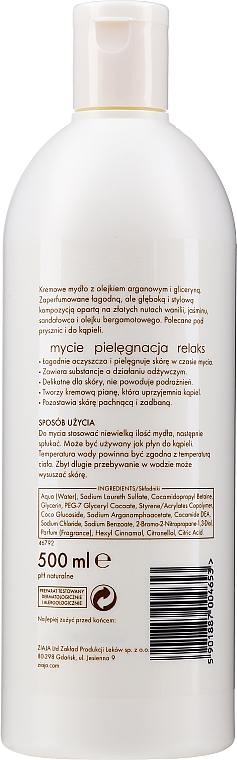 Kremowe mydło z olejkiem arganowym i gliceryną.
Zaperfumowane łagodną, ale głęboką i stylową
kompozycją opartą na złotych nutach wanilii, jaśminu,
sandałowca i olejku bergamotowego. Polecane pod
prysznic i do kąpieli.
mycie pielęgnacja relaks
• Łagodnie oczyszcza i pielęgnuje skórę w czasie mycia.
• Zawiera substancje o działaniu odżywczym.
• Delikatne dla skóry, nie powoduje podrażnień.
• Tworzy kremową pianę, która uprzyjemnia kąpiel.
• Pozostawia skórę pachnącą i zadbaną.
SPOSÓB UŻYCIA
Do mycia stosować niewielką ilość mydła, następnie
spłukać. Może być używany jak płyn do kąpieli.
Temperatura wody powinna być zgodna z temperaturą
ciała. Zbyt długie przebywanie w wodzie może
wysuszać skórę.
INGREDIENTS/Składniki
Aqua (Water), Sodium Laureth Sulfate, Cocamidopropyl Betaine,
Glycerin, PEG-7 Glyceryl Cocoate, Styrene/Acrylates Copolymer,
Coco Glucoside, Sodium Arganamphoacetate, Cocamide DEA,
Sodium Chloride, Sodium Benzoate, 2-Bromo-2-Nitropropane-1,3-Diol,
Parfum (Fragrance), Hexyl Cinnamal, Citronellol, Citric Acid.
46792
500 ml e
pH naturalne
PREPARAT TESTOWANY
DERMATOLOGICZNIE
I ALERGOLOGICZNIE
Najlepiej zużyć przed końcem:
5 901887 004653
ZIAJA Ltd Zakład Produkcji Leków sp. z o.o.
80-298 Gdańsk, ul. Jesienna 9
ziaja.com